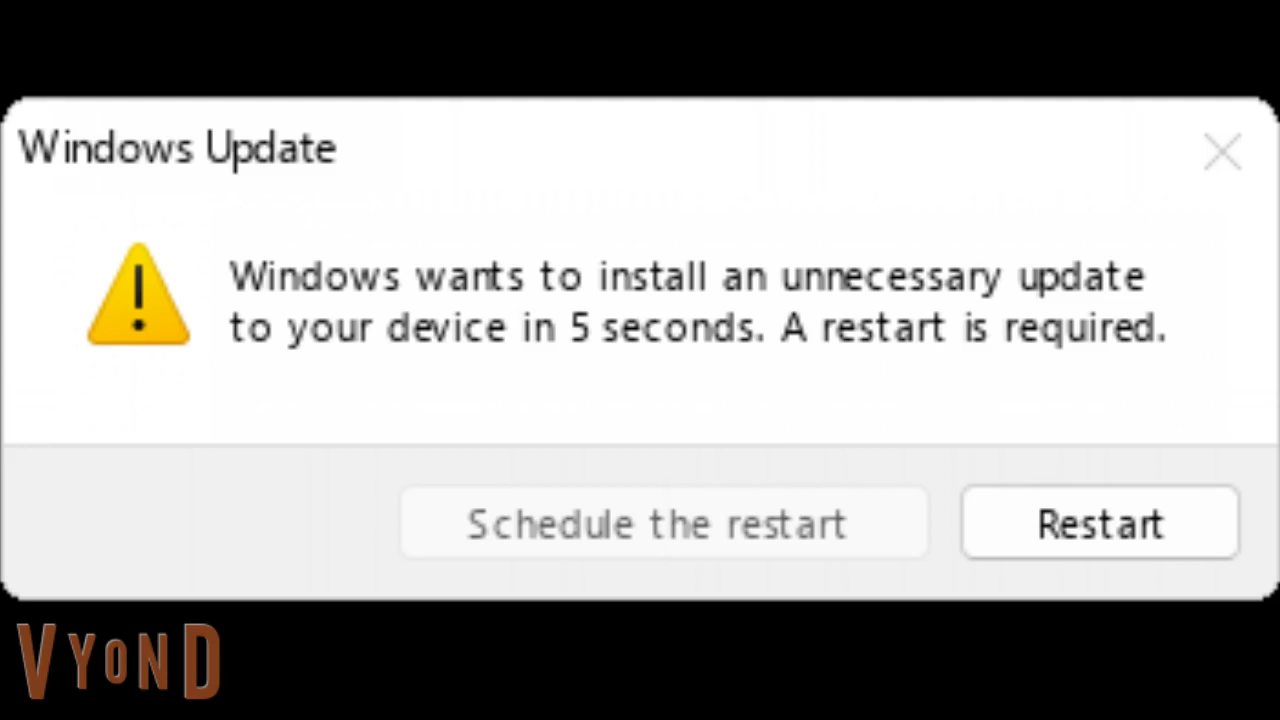 Windows Update
Windows wants to install an unnecessary update
to your device in 5 seconds. A restart is required.
Schedule the restart
Restart
VYOND